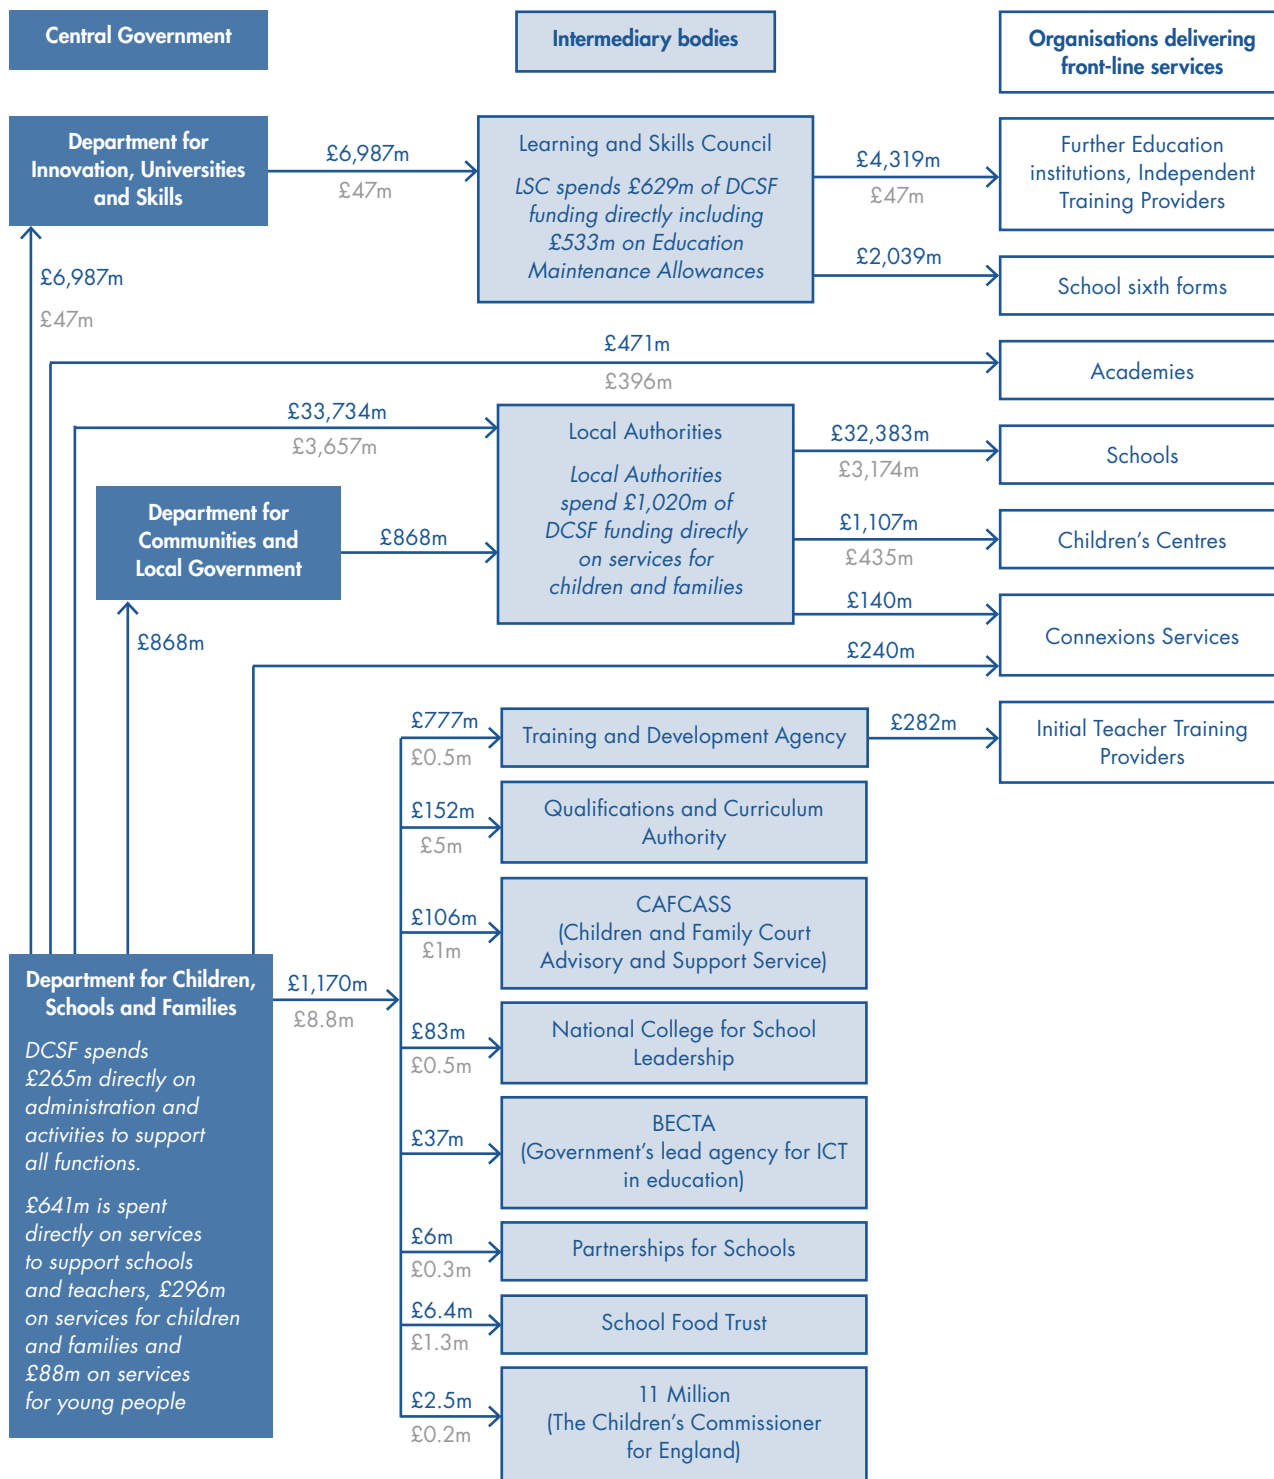 Central Government
Intermediary bodies
Organisations delivering
front-line services
Department for
Innovation, Universities
and Skills
£6,987m
£47m
Learning and Skills Council
LSC spends £629m of DCSF
funding directly including
£533m on Education
Maintenance Allowances
£4,319m
£47m
Further Education
institutions, Independent
Training Providers
£2,039m
School sixth forms
£6,987m
£47m
£471m
£396m
Academies
£33,734m
£3,657m
Local Authorities
Local Authorities
spend £1,020m of
DCSF funding directly
on services for
children and families
£32,383m
£3,174m
Schools
Department for
Communities and
Local Government
£868m
£1,107m
£435m
Children's Centres
£868m
£140m
£240m
Connexions Services
£777m
£0.5m
Training and Development Agency
£282m
Initial Teacher Training
Providers
£152m
£5m
Qualifications and Curriculum
Authority
£106m
£1m
CAFCASS
(Children and Family Court
Advisory and Support Service)
Department for Children,
Schools and Families
DCSF spends
£265m directly on
administration and
activities to support
all functions.
£641m is spent
directly on services
to support schools
and teachers, £296m
on services for children
and families and
£88m on services
for young people
£1,170m
£8.8m
£83m
£0.5m
National College for School
Leadership
£37m
BECTA
(Government's lead agency for ICT
in education)
£6m
£0.3m
Partnerships for Schools
£6.4m
£1.3m
School Food Trust
£2.5m
£0.2m
11 Million
(The Children's Commissioner
for England)